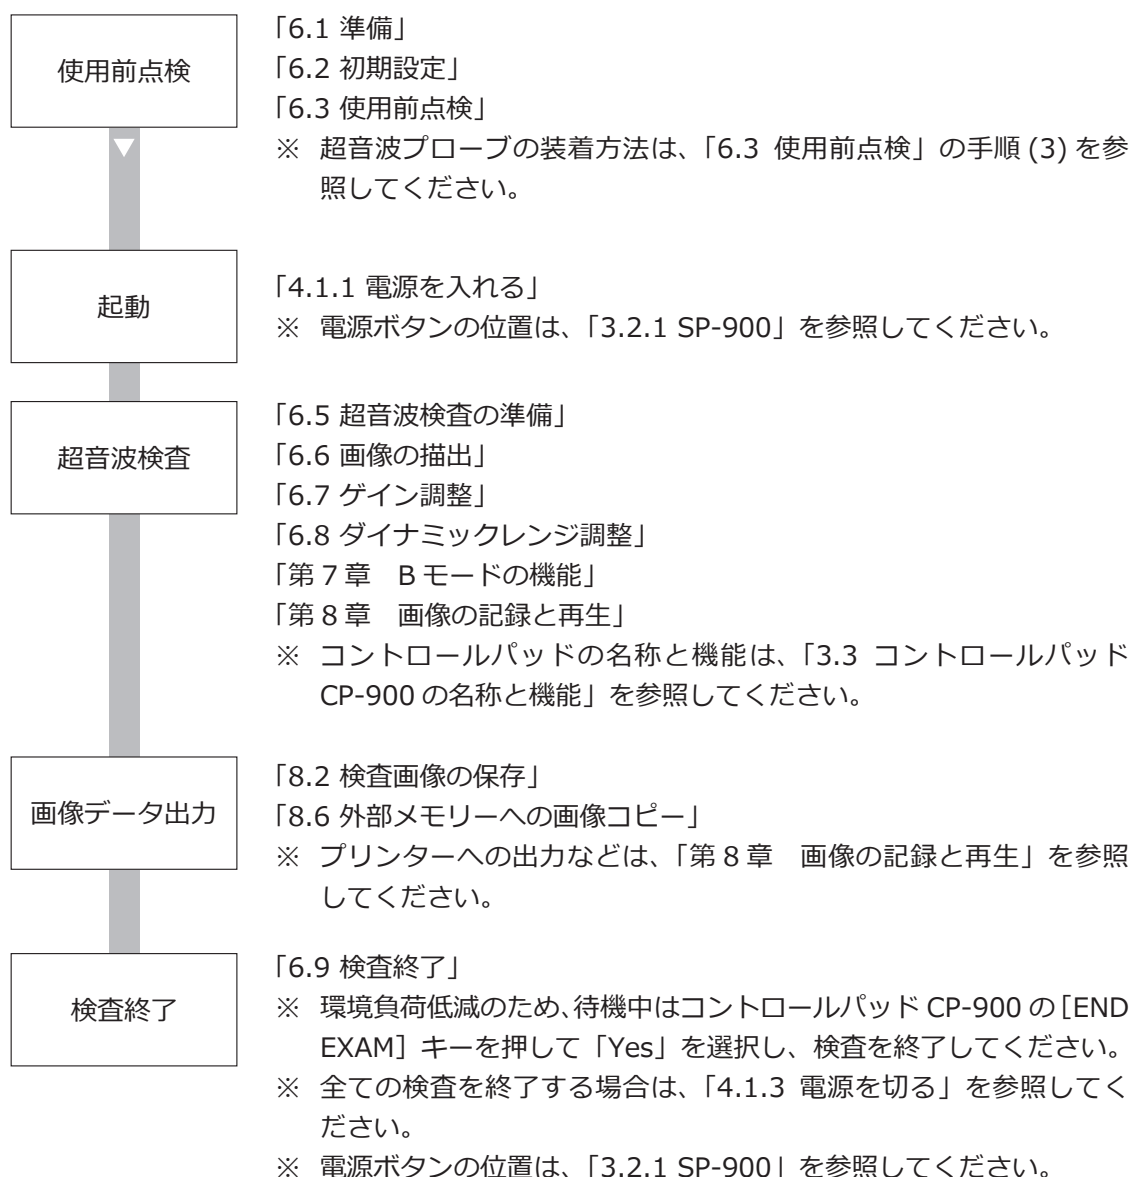 使用前点検
「6.1 準備」
「6.2 初期設定」
「6.3 使用前点検」
※ 超音波プローブの装着方法は、「6.3 使用前点検」の手順 (3) を参
照してください。
起動
「4.1.1 電源を入れる」
※ 電源ボタンの位置は、「3.2.1 SP-900」を参照してください。
超音波検査
「6.5 超音波検査の準備」
「6.6 画像の描出」
「6.7 ゲイン調整」
「6.8 ダイナミックレンジ調整」
「第 7 章　B モードの機能」
「第 8 章　画像の記録と再生」
※ コントロールパッドの名称と機能は、「3.3 コントロールパッド
CP-900 の名称と機能」を参照してください。
画像データ出力
「8.2 検査画像の保存」
「8.6 外部メモリーへの画像コピー」
※ プリンターへの出力などは、「第 8 章　画像の記録と再生」を参照
してください。
検査終了
「6.9 検査終了」
※ 環境負荷低減のため、待機中はコントロールパッド CP-900 の［END
EXAM］キーを押して「Yes」を選択し、検査を終了してください。
※ 全ての検査を終了する場合は、「4.1.3 電源を切る」を参照してく
ださい。
※ 電源ボタンの位置は、「3.2.1 SP-900」を参照してください。